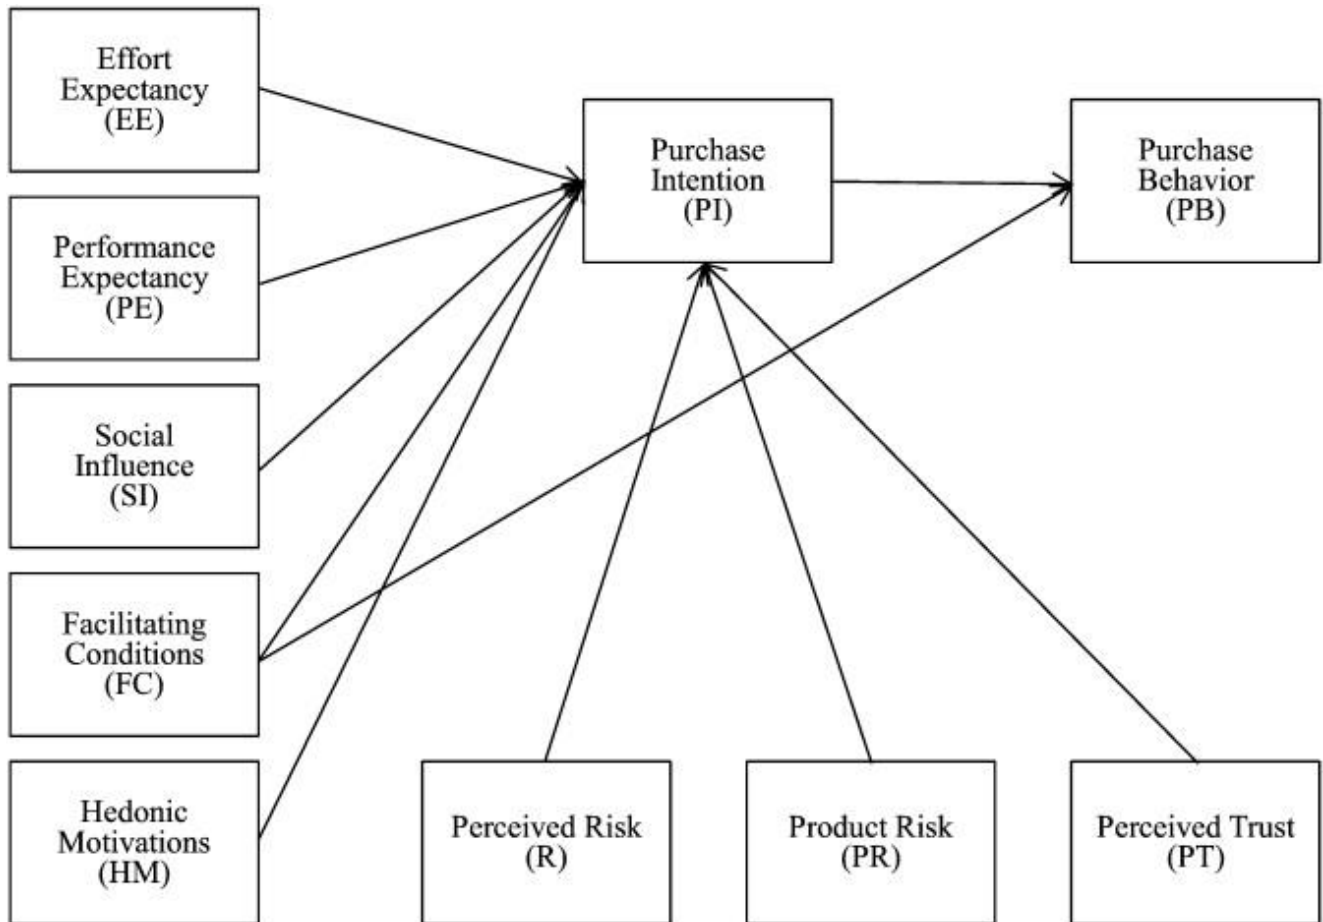 Effort
Expectancy
(EE)
Purchase
Intention
(PI)
Purchase
Behavior
(PB)
Performance
Expectancy
(PE)
Social
Influence
(SI)
Facilitating
Conditions
(FC)
Hedonic
Motivations
(HM)
Perceived Risk
(R)
Product Risk
(PR)
Perceived Trust
(PT)